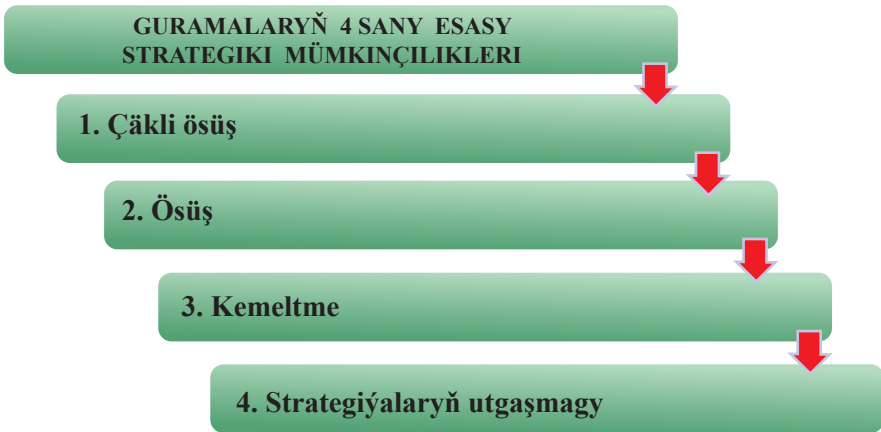 GURAMALARYŇ 4 SANY ESASY
STRATEGIKI MÜMKINÇILIKLERI
1. Çäkli ösüş
2. Ösüş
3. Kemeltme
4. Strategiýalaryň utgaşmagy